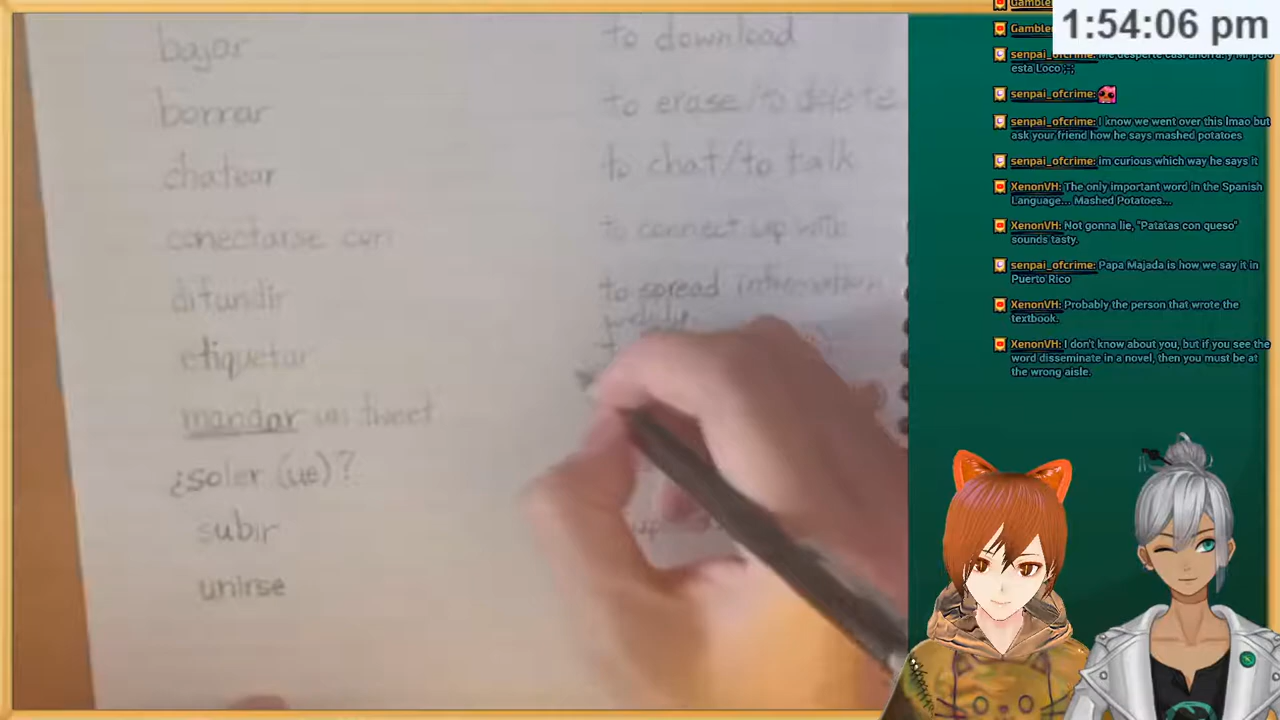 1:54:06 pm
bajar
to download
borrar
to erase/to delete
chatear
to chat/to talk
conectarse con
to connect up with
difundir
to spread information
widely
etiquetar
mandar un tweet
¿soler (ue)?
subir
unirse
Gamble
esta Loco ;-;
senpai_ofcrime:
senpai_ofcrime: I know we went over this lmao but
ask your friend how he says mashed potatoes
senpai_ofcrime: im curious which way he says it
XenonVH: The only important word in the Spanish
Language... Mashed Potatoes...
XenonVH: Not gonna lie, "Patatas con queso"
sounds tasty.
senpai_ofcrime: Papa Majada is how we say it in
Puerto Rico
XenonVH: Probably the person that wrote the
textbook.
XenonVH: I don't know about you, but if you see the
word disseminate in a novel, then you must be at
the wrong aisle.